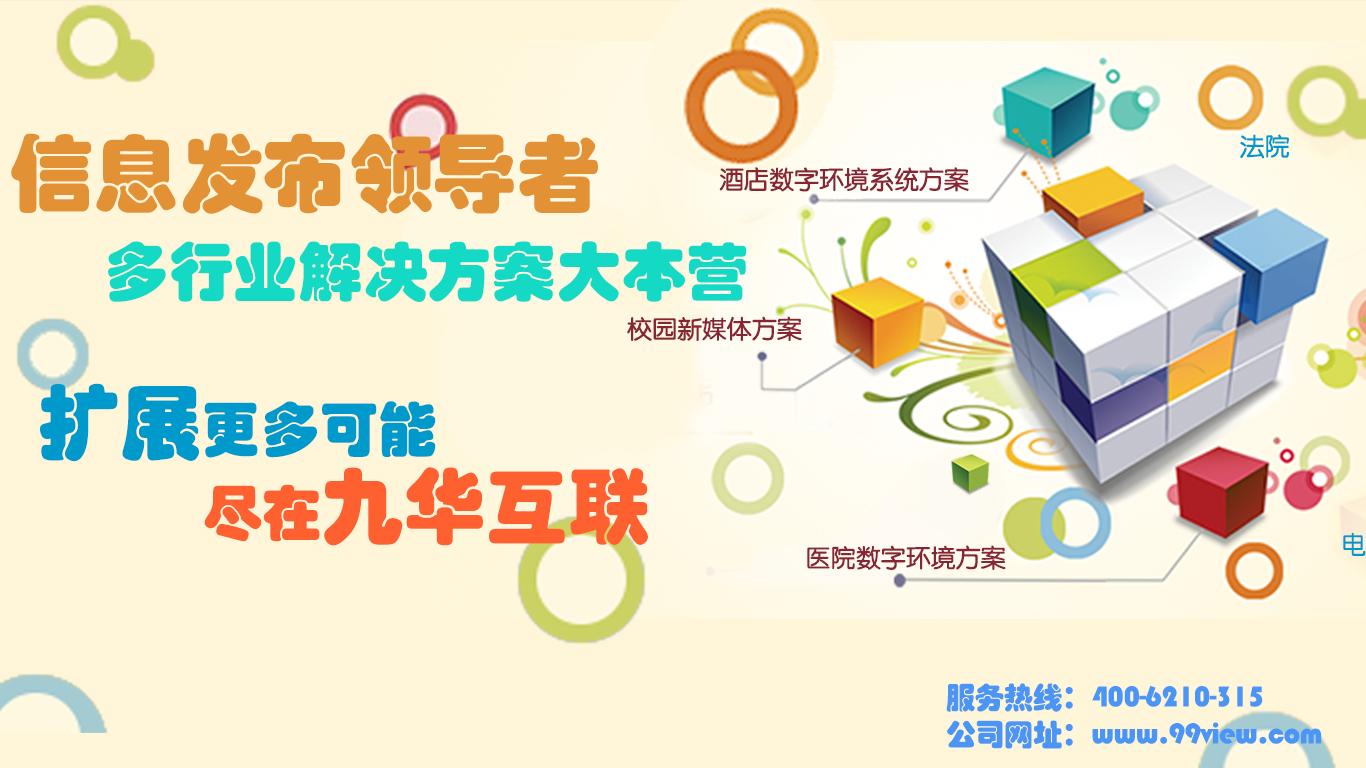 信息发布领导者
多行业解决方案大本营
扩展更多可能
尽在九华互联
法院
酒店数字环境系统方案
校园新媒体方案
医院数字环境方案
电
服务热线：400-6210-315
公司网址：www.99view.com